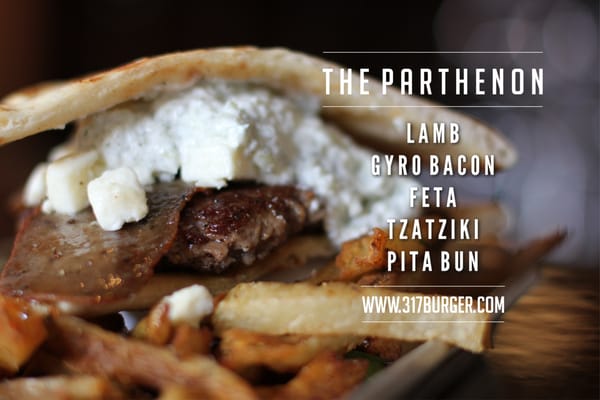 THE PARTHENON
LAMB
GYRO BACON
FETA
TZATZIKI
PITA BUN
WWW.317BURGER.COM